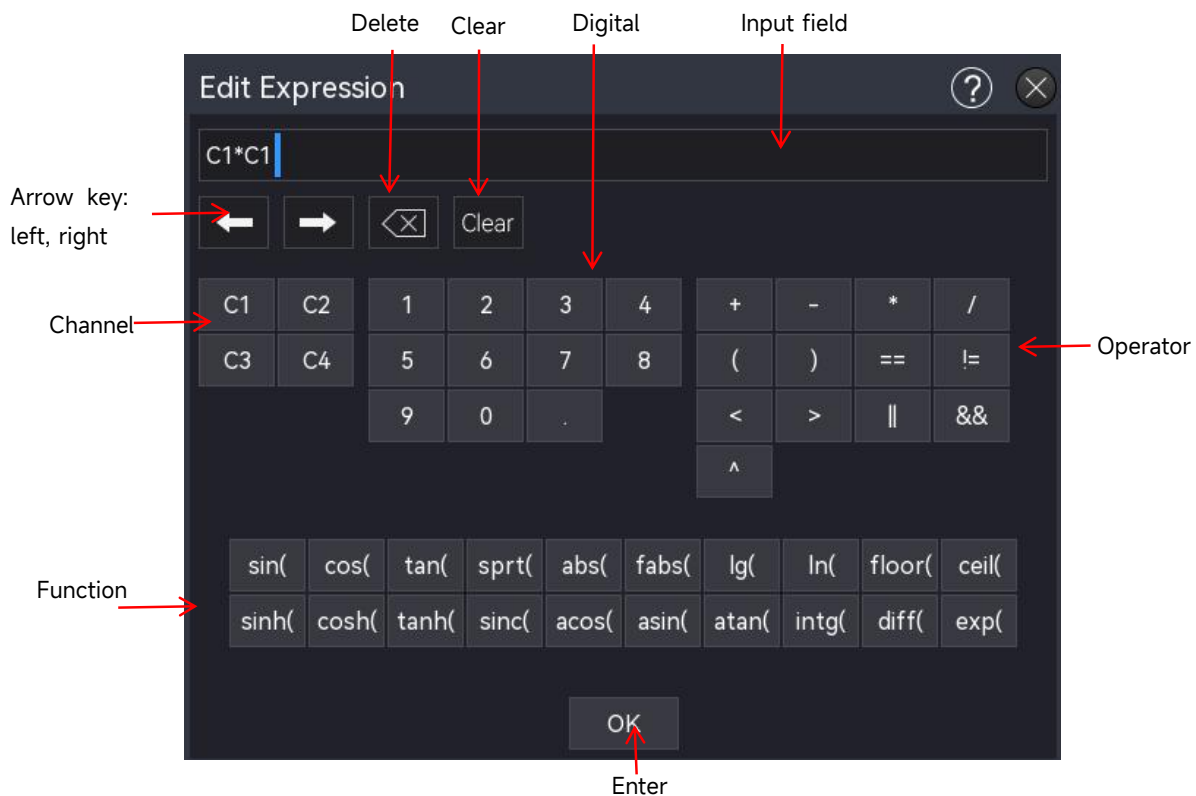 Delete Clear Digital Input field
Edit Expression ?
C1*C1
Arrow key:
left, right
Clear
C1 C2 1 2 3 4 + - * /
Channel
Operator
C3 C4 5 6 7 8 ( ) == !=
9 0 . < > || &&
^
sin( cos( tan( sprt( abs( fabs( lg( ln( floor( ceil(
Function
sinh( cosh( tanh( sinc( acos( asin( atan( intg( diff( exp(
OK
Enter